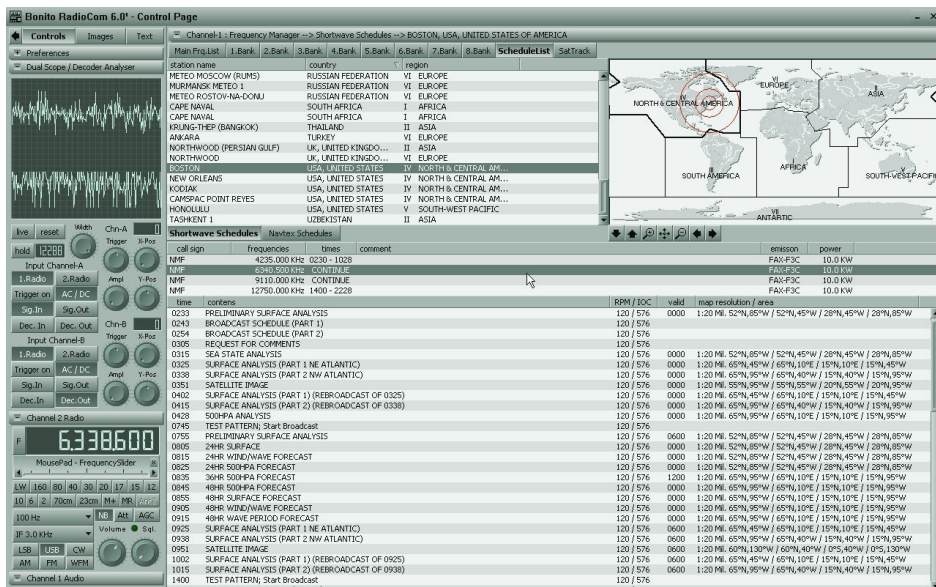 Bonito RadioCom 6.0² - Control Page
Controls Images Text
Channel-1 : Frequency Manager --> Shortwave Schedules --> BOSTON, USA, UNITED STATES OF AMERICA
Preferences
Main Frq.List 1.Bank 2.Bank 3.Bank 4.Bank 5.Bank 6.Bank 7.Bank 8.Bank ScheduleList SatTrack
Dual Scope / Decoder Analyser
station name country region
METEO MOSCOW (RUMS) RUSSIAN FEDERATION VI EUROPE
MURMANSK METEO 1 RUSSIAN FEDERATION VI EUROPE
METEO ROSTOV-NA-DONU RUSSIAN FEDERATION VI EUROPE
CAPE NAVAL SOUTH AFRICA I AFRICA
CAPE NAVAL SOUTH AFRICA I AFRICA
KRUNG-THEP (BANGKOK) THAILAND II ASIA
ANKARA TURKEY VI EUROPE
NORTHWOOD (PERSIAN GULF) UK, UNITED KINGDO... II ASIA
NORTHWOOD UK, UNITED KINGDO... VI EUROPE
BOSTON USA, UNITED STATES IV NORTH & CENTRAL AM...
NEW ORLEANS USA, UNITED STATES IV NORTH & CENTRAL AM...
KODIAK USA, UNITED STATES IV NORTH & CENTRAL AM...
CAMSPAC POINT REYES USA, UNITED STATES IV NORTH & CENTRAL AM...
HONOLULU USA, UNITED STATES V SOUTH-WEST PACIFIC
TASHKENT 1 UZBEKISTAN II ASIA
VI
EUROPE
ASIA
NORTH & CENTRAL AMERICA
SOUTH AMERICA
AFRICA
SOUTH-WEST PACIFI
VII
ANTARTIC
Shortwave Schedules Navtex Schedules
call sign frequencies times comment emisson power
NMF 4235.000 KHz 0230 - 1028 FAX-F3C 10.0 KW
NMF 6340.500 KHz CONTINUE FAX-F3C 10.0 KW
NMF 9110.000 KHz CONTINUE FAX-F3C 10.0 KW
NMF 12750.000 KHz 1400 - 2228 FAX-F3C 10.0 KW
time contens RPM / IOC valid map resolution / area
0233 PRELIMINARY SURFACE ANALYSIS 120 / 576 0000 1:20 Mil. 52°N,85°W / 52°N,45°W / 28°N,45°W / 28°N,85°W
0243 BROADCAST SCHEDULE (PART 1) 120 / 576
0254 BROADCAST SCHEDULE (PART 2) 120 / 576
0305 REQUEST FOR COMMENTS 120 / 576
0315 SEA STATE ANALYSIS 120 / 576 0000 1:20 Mil. 52°N,85°W / 52°N,45°W / 28°N,45°W / 28°N,85°W
0325 SURFACE ANALYSIS (PART 1 NE ATLANTIC) 120 / 576 0000 1:20 Mil. 65°N,45°W / 65°N,10°E / 15°N,10°E / 15°N,45°W
0338 SURFACE ANALYSIS (PART 2 NW ATLANTIC) 120 / 576 0000 1:20 Mil. 65°N,95°W / 65°N,40°W / 15°N,40°W / 15°N,95°W
0351 SATELLITE IMAGE 120 / 576 0000 1:20 Mil. 55°N,95°W / 55°N,55°W / 20°N,55°W / 20°N,95°W
0402 SURFACE ANALYSIS (PART 1) (REBROADCAST OF 0325) 120 / 576 0000 1:20 Mil. 65°N,45°W / 65°N,10°E / 15°N,10°E / 15°N,45°W
0415 SURFACE ANALYSIS (PART 2) (REBROADCAST OF 0338) 120 / 576 0000 1:20 Mil. 65°N,95°W / 65°N,40°W / 15°N,40°W / 15°N,95°W
0428 500HPA ANALYSIS 120 / 576 0000 1:20 Mil. 65°N,95°W / 65°N,10°E / 15°N,10°E / 15°N,95°W
0745 TEST PATTERN; Start Broadcast 120 / 576
0755 PRELIMINARY SURFACE ANALYSIS 120 / 576 0600 1:20 Mil. 52°N,85°W / 52°N,45°W / 28°N,45°W / 28°N,85°W
0805 24HR SURFACE 120 / 576 0000 1:20 Mil. 52°N,85°W / 52°N,45°W / 28°N,45°W / 28°N,85°W
0815 24HR WIND/WAVE FORECAST 120 / 576 0000 1:20 Mil. 52°N,85°W / 52°N,45°W / 28°N,45°W / 28°N,85°W
0825 24HR 500HPA FORECAST 120 / 576 0000 1:20 Mil. 52°N,85°W / 52°N,45°W / 28°N,45°W / 28°N,85°W
0835 36HR 500HPA FORECAST 120 / 576 1200 1:20 Mil. 65°N,95°W / 65°N,10°E / 15°N,10°E / 15°N,95°W
0845 48HR 500HPA FORECAST 120 / 576 0000 1:20 Mil. 65°N,95°W / 65°N,10°E / 15°N,10°E / 15°N,95°W
0855 48HR SURFACE FORECAST 120 / 576 0000 1:20 Mil. 65°N,95°W / 65°N,10°E / 15°N,10°E / 15°N,95°W
0905 48HR WIND/WAVE FORECAST 120 / 576 0000 1:20 Mil. 65°N,95°W / 65°N,10°E / 15°N,10°E / 15°N,95°W
0915 48HR WAVE PERIOD FORECAST 120 / 576 0000 1:20 Mil. 65°N,95°W / 65°N,10°E / 15°N,10°E / 15°N,95°W
0925 SURFACE ANALYSIS (PART 1 NE ATLANTIC) 120 / 576 0600 1:20 Mil. 65°N,45°W / 65°N,10°E / 15°N,10°E / 15°N,45°W
0938 SURFACE ANALYSIS (PART 2 NW ATLANTIC) 120 / 576 0600 1:20 Mil. 65°N,95°W / 65°N,40°W / 15°N,40°W / 15°N,95°W
0951 SATELLITE IMAGE 120 / 576 0600 1:20 Mil. 60°N,130°W / 60°N,40°W / 0°S,40°W / 0°S,130°W
1002 SURFACE ANALYSIS (PART 1) (REBROADCAST OF 0925) 120 / 576 0600 1:20 Mil. 65°N,45°W / 65°N,10°E / 15°N,10°E / 15°N,45°W
1015 SURFACE ANALYSIS (PART 2) (REBROADCAST OF 0938) 120 / 576 0600 1:20 Mil. 65°N,95°W / 65°N,40°W / 15°N,40°W / 15°N,95°W
1400 TEST PATTERN; Start Broadcast 120 / 576
live reset Width Chn-A 0
Trigger X-Pos
hold 12288
Input Channel-A
1.Radio 2.Radio Ampl Y-Pos
Trigger on AC / DC
Sig.In Sig.Out
Dec. In Dec. Out Chn-B 0
Input Channel-B Trigger X-Pos
1.Radio 2.Radio
Trigger on AC / DC Ampl Y-Pos
Sig.In Sig.Out
Dec.In Dec.Out
Channel 2 Radio
F 6.338.600
MousePad - FrequencySlider
LW 160 80 40 30 20 17 15 12
10 6 2 70cm 23cm M+ MR
100 Hz NB Att AGC
IF 3.0 KHz Volume Sql.
LSB USB CW
AM FM WFM
Channel 1 Audio